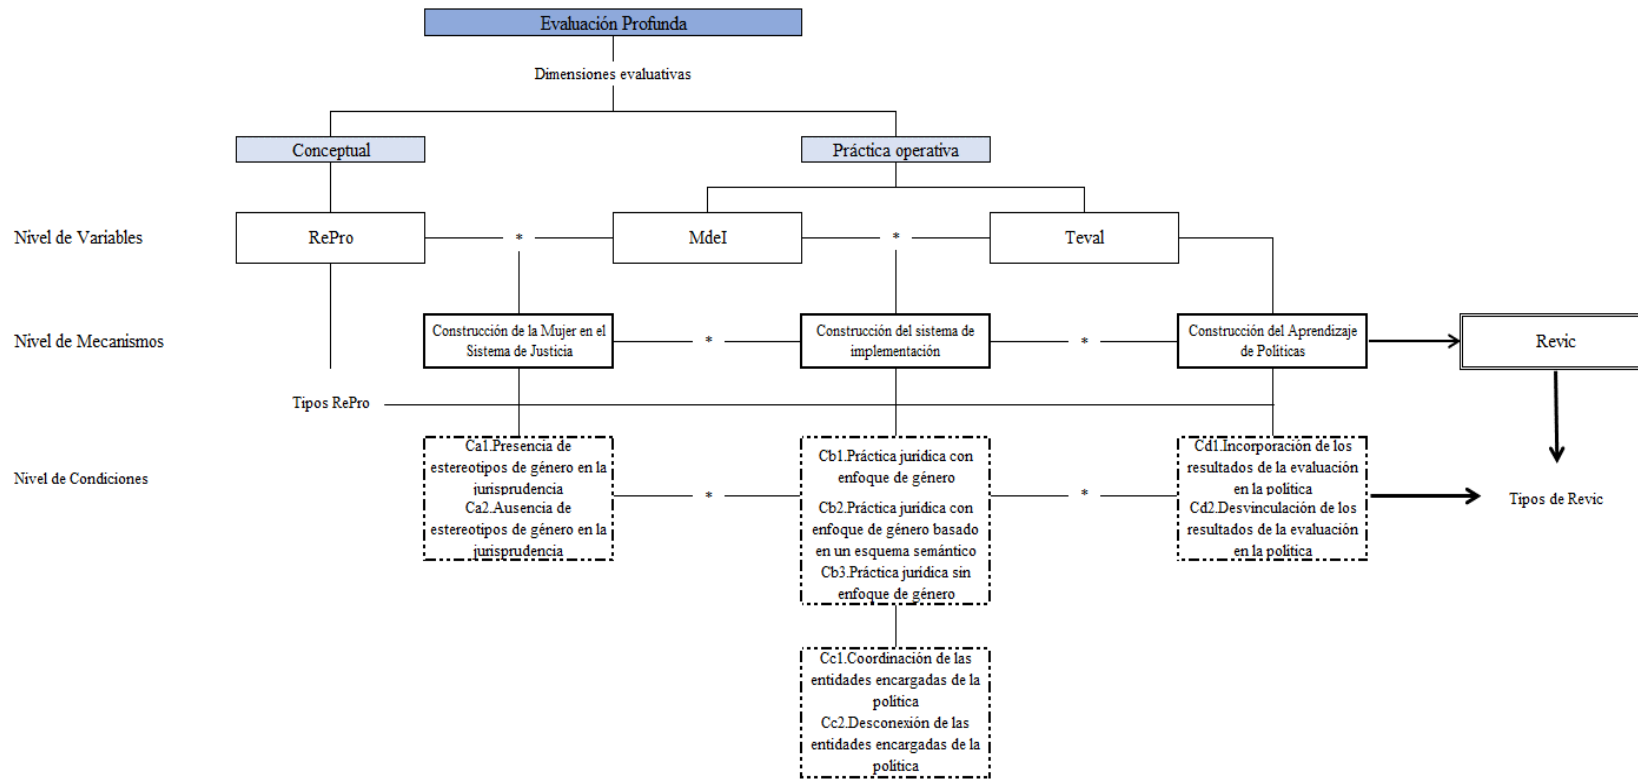 Evaluación Profunda
Dimensiones evaluativas
Conceptual
Práctica operativa
Nivel de Variables
RePro
*
MdeI
*
Teval
Nivel de Mecanismos
Construcción de la Mujer en el
Sistema de Justicia
*
Construcción del sistema de
implementación
*
Construcción del Aprendizaje
de Políticas
Revic
Tipos RePro
Nivel de Condiciones
Ca1.Presencia de
estereotipos de género en la
jurisprudencia
Ca2.Ausencia de
estereotipos de género en la
jurisprudencia
*
Cb1.Práctica jurídica con
enfoque de género
Cb2.Práctica jurídica con
enfoque de género basado
en un esquema semántico
Cb3.Práctica jurídica sin
enfoque de género
*
Cd1.Incorporación de los
resultados de la evaluación
en la política
Cd2.Desvinculación de los
resultados de la evaluación
en la política
Tipos de Revic
Cc1.Coordinación de las
entidades encargadas de la
política
Cc2.Desconexión de las
entidades encargadas de la
política